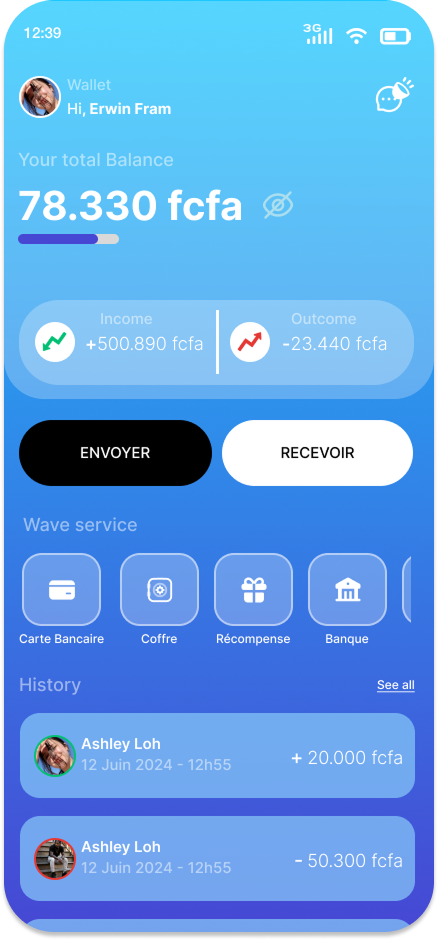 12:39
3G
Wallet
Hi, Erwin Fram
Your total Balance
78.330 fcfa
Income
+500.890 fcfa
Outcome
-23.440 fcfa
ENVOYER
RECEVOIR
Wave service
Carte Bancaire
Coffre
Récompense
Banque
History
See all
Ashley Loh
12 Juin 2024 - 12h55
+ 20.000 fcfa
Ashley Loh
12 Juin 2024 - 12h55
- 50.300 fcfa